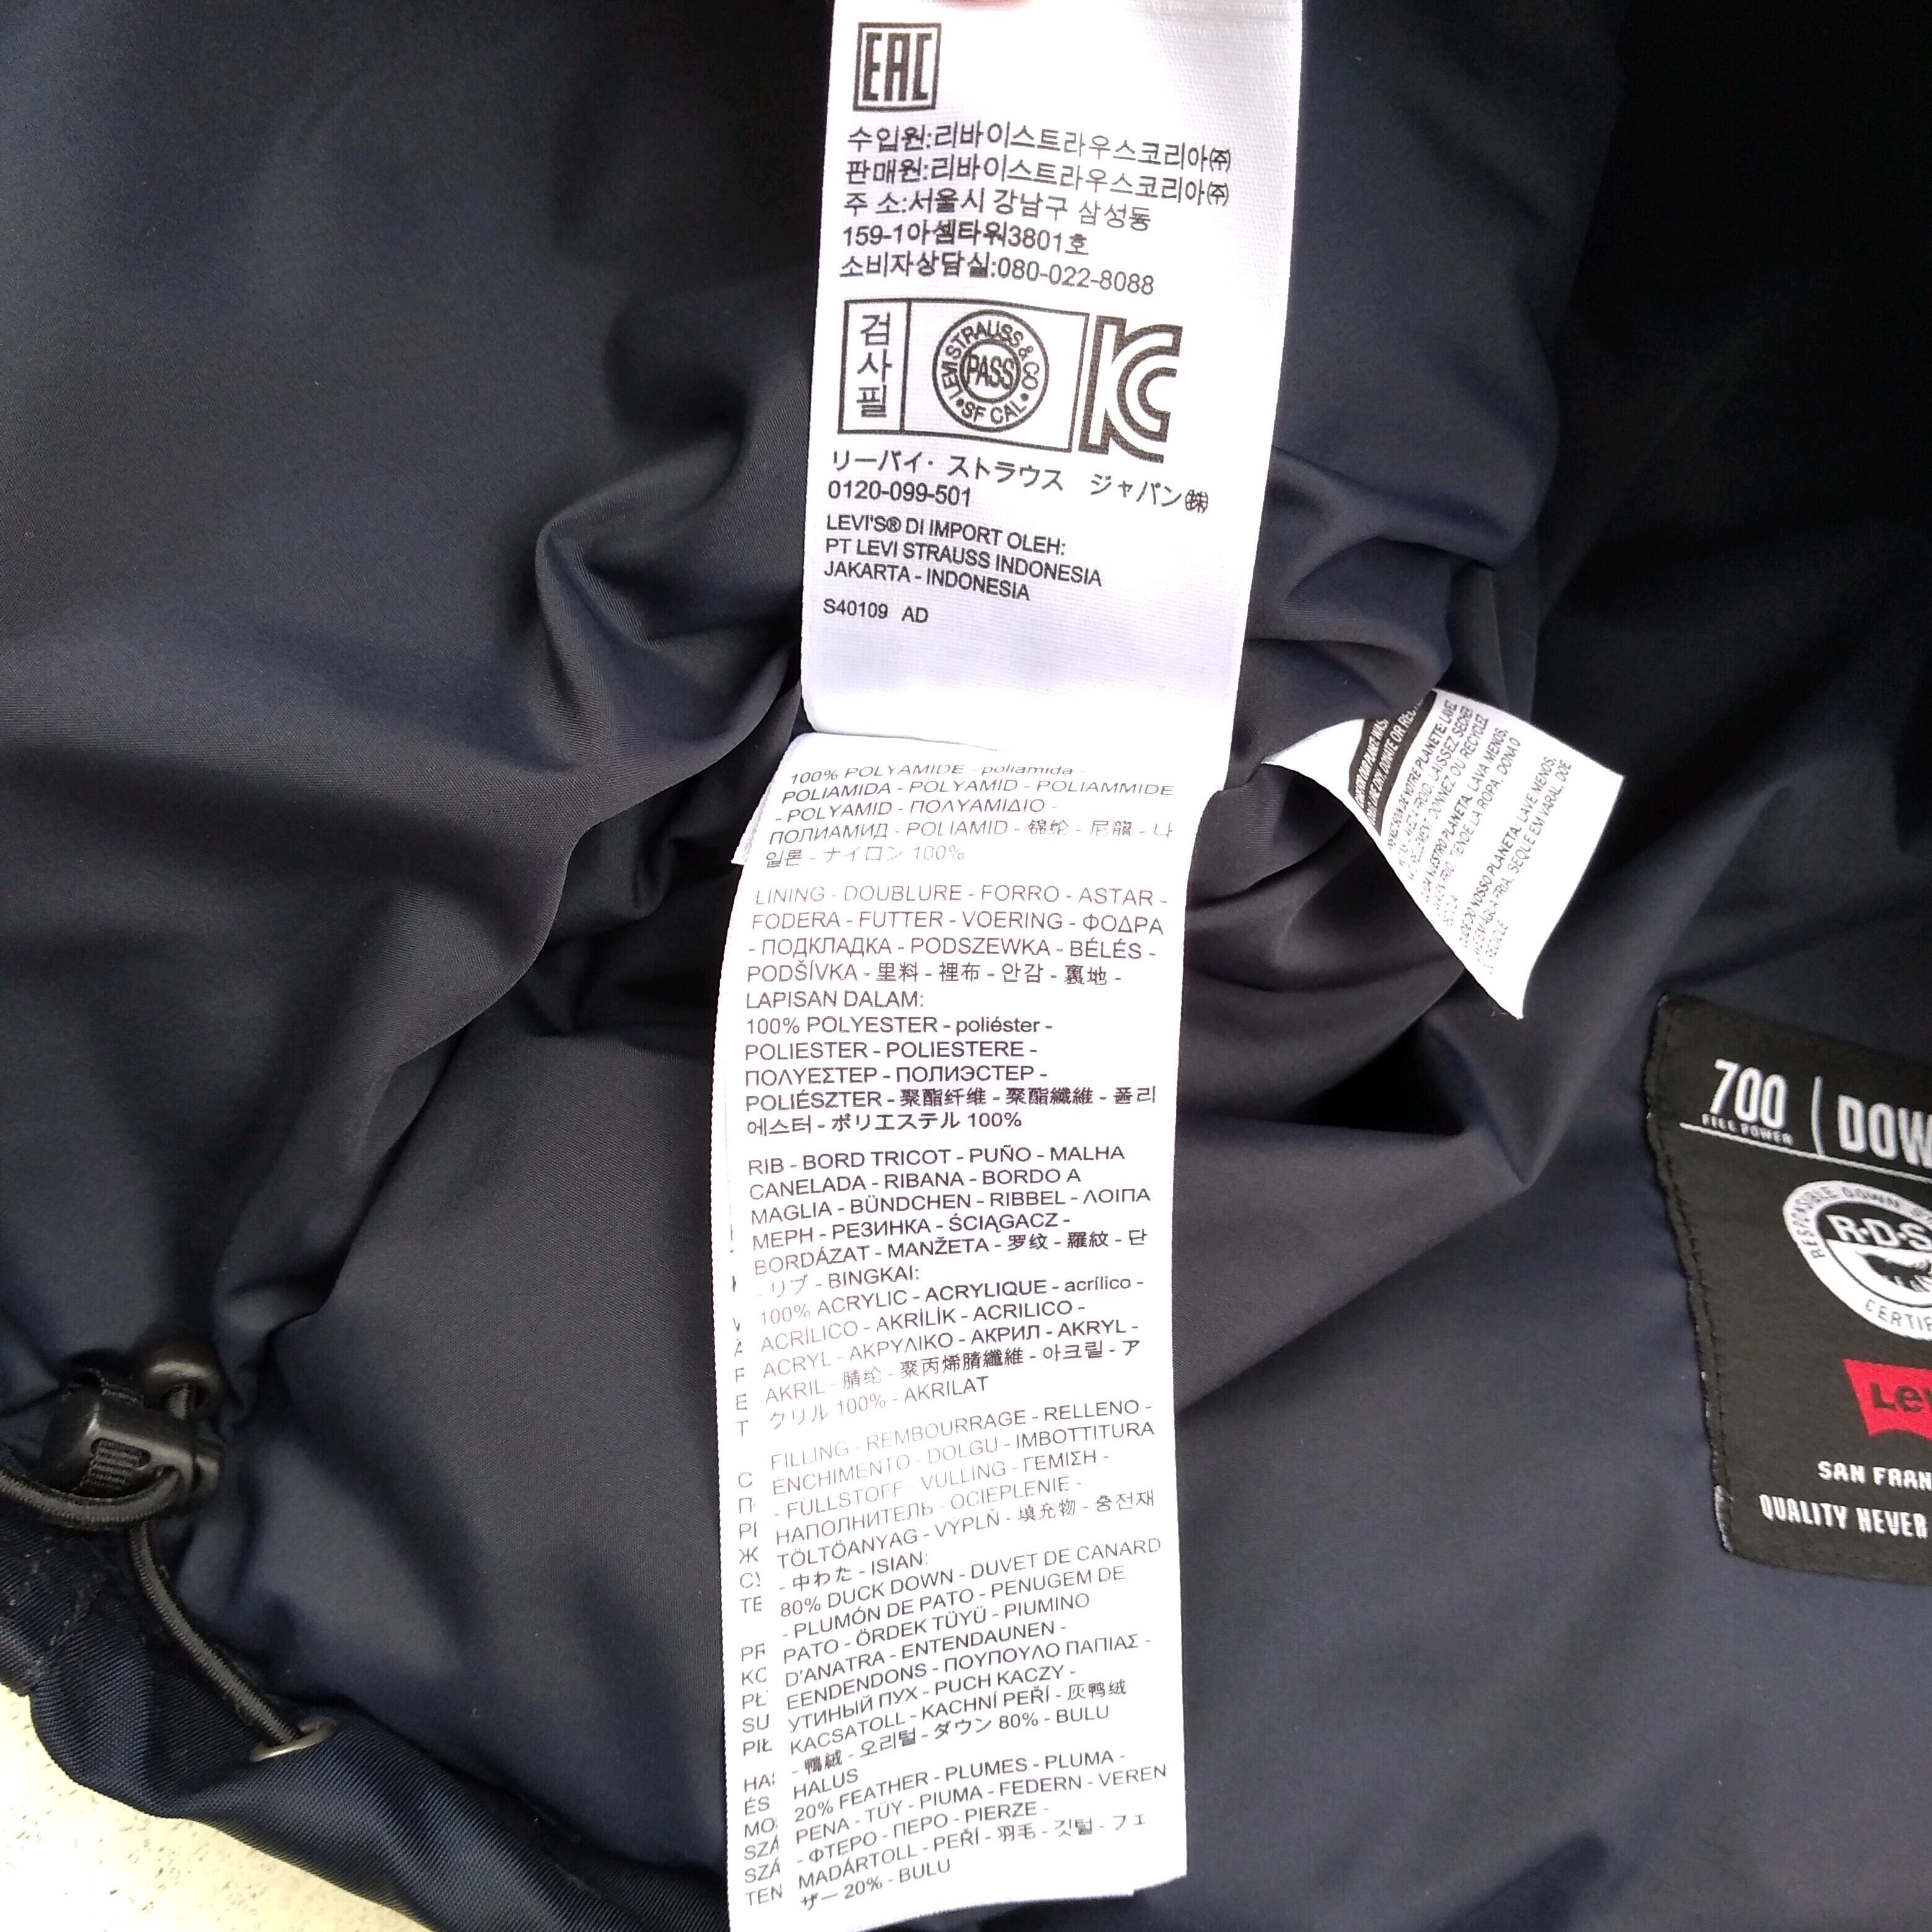 EAC
수입원:리바이스트라우스코리아㈜
판매원:리바이스트라우스코리아㈜
주 소:서울시 강남구 삼성동
159-1아셈타워3801호
소비자상담실:080-022-8088
검사필
LEVI STRAUSS & CO
PASS
SF CAL
KC
リーバイ・ストラウス ジャパン㈱
0120-099-501
LEVI'S® DI IMPORT OLEH:
PT LEVI STRAUSS INDONESIA
JAKARTA - INDONESIA
S40109 AD
100% POLYAMIDE - poliamida -
POLIAMIDA - POLYAMID - POLIAMMIDE
- POLYAMID - ΠΟΛΥΑΜΙΔΙΟ -
ПОЛИАМИД - POLIAMID - 锦纶 - 尼龍 - 나
일론 - ナイロン 100%
LINING - DOUBLURE - FORRO - ASTAR -
FODERA - FUTTER - VOERING - ΦΟΔΡΑ
- ПОДКЛАДКА - PODSZEWKA - BÉLÉS -
PODŠÍVKA - 里料 - 裡布 - 안감 - 裏地 -
LAPISAN DALAM:
100% POLYESTER - poliéster -
POLIESTER - POLIESTERE -
ΠΟΛΥΕΣΤΕΡ - ПОЛИЭСТЕР -
POLIÉSZTER - 聚酯纤维 - 聚酯纖維 - 폴리
에스터 - ポリエステル 100%
RIB - BORD TRICOT - PUÑO - MALHA
CANELADA - RIBANA - BORDO A
MAGLIA - BÜNDCHEN - RIBBEL - ΛΟΙΠΑ
ΜΕΡΗ - РЕЗИНКА - ŚCIĄGACZ -
BORDÁZAT - MANŽETA - 罗纹 - 羅紋 - 단
- リブ - BINGKAI:
100% ACRYLIC - ACRYLIQUE - acrílico -
ACRÍLICO - AKRİLİK - ACRILICO -
ACRYL - ΑΚΡΥΛΙΚΟ - АКРИЛ - AKRYL -
AKRIL - 腈纶 - 聚丙烯腈纖維 - 아크릴 - ア
クリル 100% - AKRILAT
FILLING - REMBOURRAGE - RELLENO -
ENCHIMENTO - DOLGU - IMBOTTITURA
- FÜLLSTOFF - VULLING - ΓΕΜΙΣΗ -
НАПОЛНИТЕЛЬ - OCIEPLENIE -
TÖLTÖANYAG - VÝPLŇ - 填充物 - 충전재
- 中わた - ISIAN:
80% DUCK DOWN - DUVET DE CANARD
- PLUMÓN DE PATO - PENUGEM DE
PATO - ÖRDEK TÜYÜ - PIUMINO
D'ANATRA - ENTENDAUNEN -
EENDENDONS - ΠΟΥΠΟΥΛΟ ΠΑΠΙΑΣ -
УТИНЫЙ ПУХ - PUCH KACZY -
KACSATOLL - KACHNÍ PEŘÍ - 灰鸭绒
- 鴨絨 - 오리털 - ダウン 80% - BULU
HALUS
20% FEATHER - PLUMES - PLUMA -
PENA - TÜY - PIUMA - FEDERN - VEREN
- ΦΤΕΡΟ - ПЕРО - PIERZE -
MADÁRTOLL - PEŘÍ - 羽毛 - 깃털 - フェ
ザー 20% - BULU
700 | DOW
FILL POWER
RESPONSIBLE DOWN
R·D·S
CERTIF
Lev
SAN FRAN
QUALITY NEVER